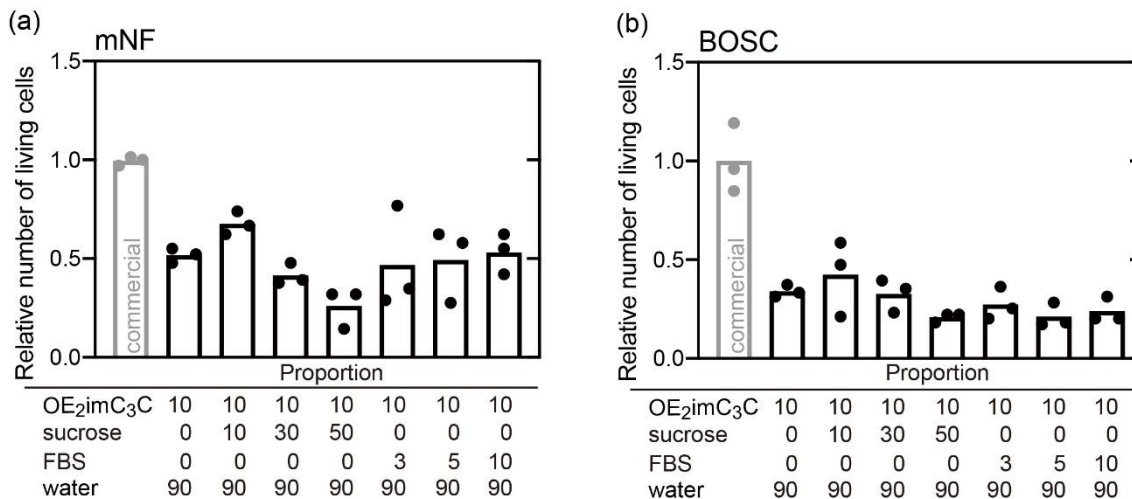 (a)
mNF
Relative number of living cells
1.5
1.0
0.5
0.0
commercial
Proportion
OE₂imC₃C 10 10 10 10 10 10 10
sucrose 0 10 30 50 0 0 0
FBS 0 0 0 0 3 5 10
water 90 90 90 90 90 90 90
(b)
BOSC
Relative number of living cells
1.5
1.0
0.5
0.0
commercial
Proportion
OE₂imC₃C 10 10 10 10 10 10 10
sucrose 0 10 30 50 0 0 0
FBS 0 0 0 0 3 5 10
water 90 90 90 90 90 90 90